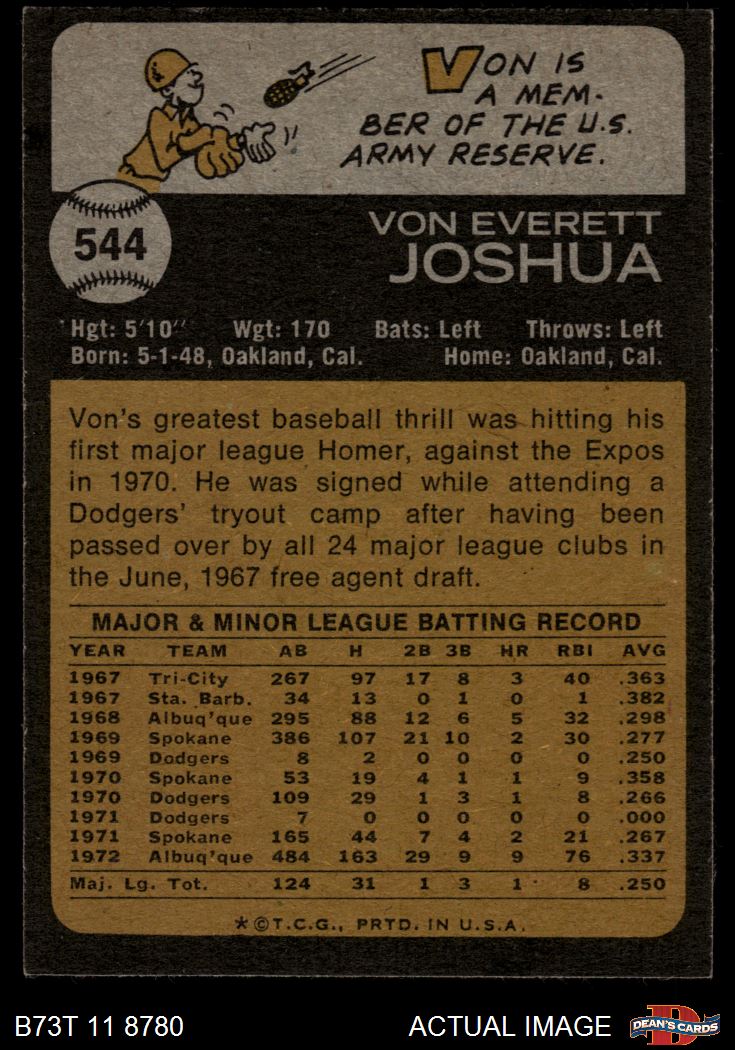 VON IS
A MEM-
BER OF THE U.S.
ARMY RESERVE.
544
VON EVERETT
JOSHUA
Hgt: 5'10" Wgt: 170 Bats: Left Throws: Left
Born: 5-1-48, Oakland, Cal. Home: Oakland, Cal.
Von's greatest baseball thrill was hitting his
first major league Homer, against the Expos
in 1970. He was signed while attending a
Dodgers' tryout camp after having been
passed over by all 24 major league clubs in
the June, 1967 free agent draft.
MAJOR & MINOR LEAGUE BATTING RECORD
YEAR TEAM AB H 2B 3B HR RBI AVG
1967 Tri-City 267 97 17 8 3 40 .363
1967 Sta. Barb. 34 13 0 1 0 1 .382
1968 Albuq'que 295 88 12 6 5 32 .298
1969 Spokane 386 107 21 10 2 30 .277
1969 Dodgers 8 2 0 0 0 0 .250
1970 Spokane 53 19 4 1 1 9 .358
1970 Dodgers 109 29 1 3 1 8 .266
1971 Dodgers 7 0 0 0 0 0 .000
1971 Spokane 165 44 7 4 2 21 .267
1972 Albuq'que 484 163 29 9 9 76 .337
Maj. Lg. Tot. 124 31 1 3 1 8 .250
*©T.C.G., PRTD. IN U.S.A.
B73T 11 8780 ACTUAL IMAGE D DEAN'S CARDS